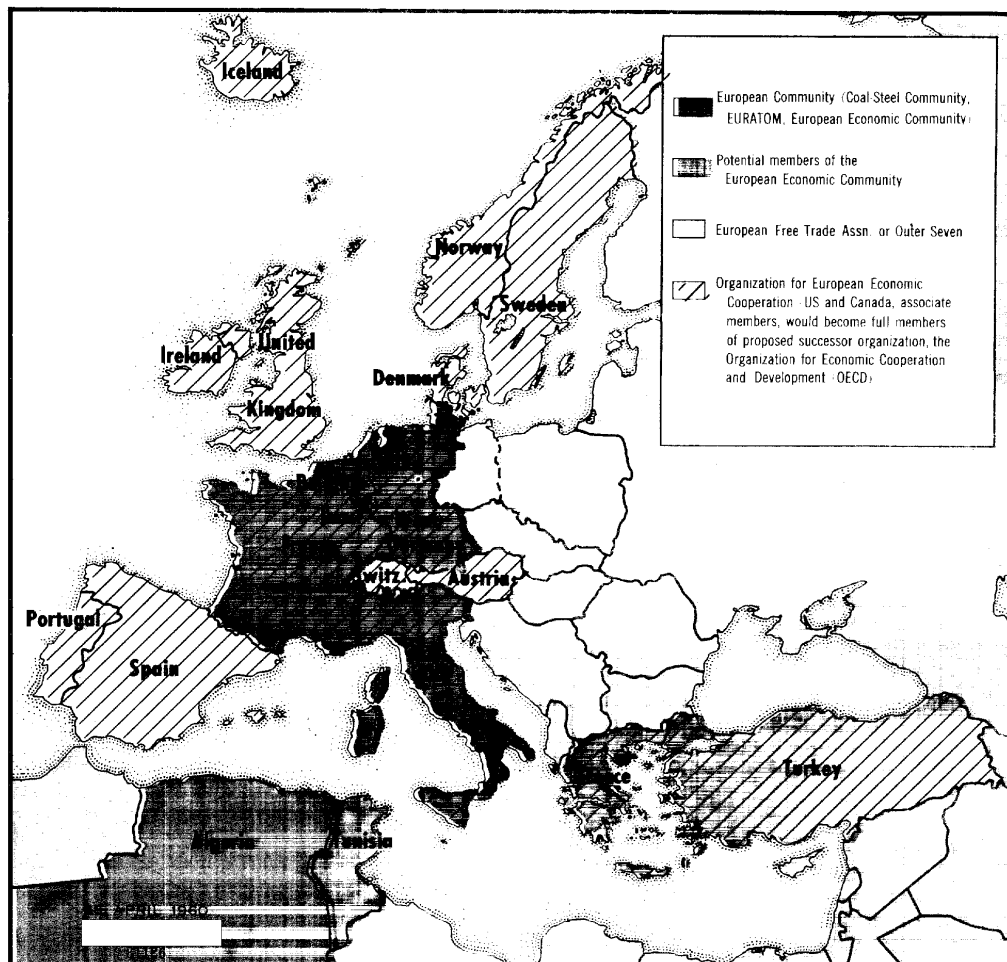 Iceland
European Community (Coal-Steel Community,
EURATOM, European Economic Community)
Potential members of the
European Economic Community
European Free Trade Assn. or Outer Seven
Organization for European Economic
Cooperation (US and Canada, associate
members, would become full members
of proposed successor organization, the
Organization for Economic Cooperation
and Development (OECD)
Norway
Sweden
United
Ireland
Denmark
Kingdom
Austria
Portugal
Spain
Turkey
Algeria
Tunisia
APRIL 1960